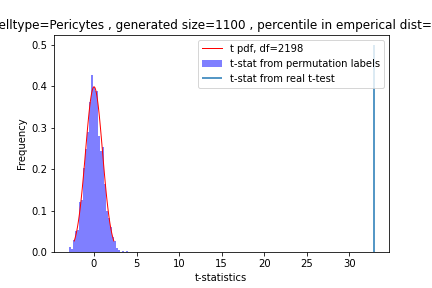 elltype=Pericytes , generated size=1100 , percentile in emperical dist=
t pdf, df=2198
t-stat from permutation labels
t-stat from real t-test
Frequency
0.5
0.4
0.3
0.2
0.1
0.0
0 5 10 15 20 25 30
t-statistics